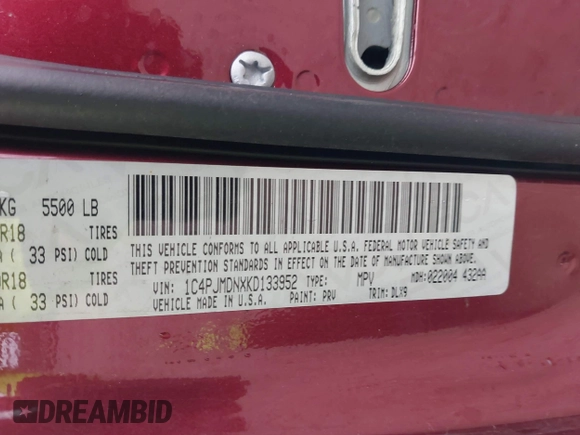 KG 5500 LB
R18 TIRES
A ( 33 PSI) COLD
R18 TIRES
A ( 33 PSI) COLD
THIS VEHICLE CONFORMS TO ALL APPLICABLE U.S.A. FEDERAL MOTOR VEHICLE SAFETY AND
THEFT PREVENTION STANDARDS IN EFFECT ON THE DATE OF MANUFACTURE SHOWN ABOVE.
VIN: 1C4PJMDNXKD133952 TYPE: MPV MDH:022004 432AA
VEHICLE MADE IN U.S.A. PAINT: PRV TRIM: DLX9
DREAMBID